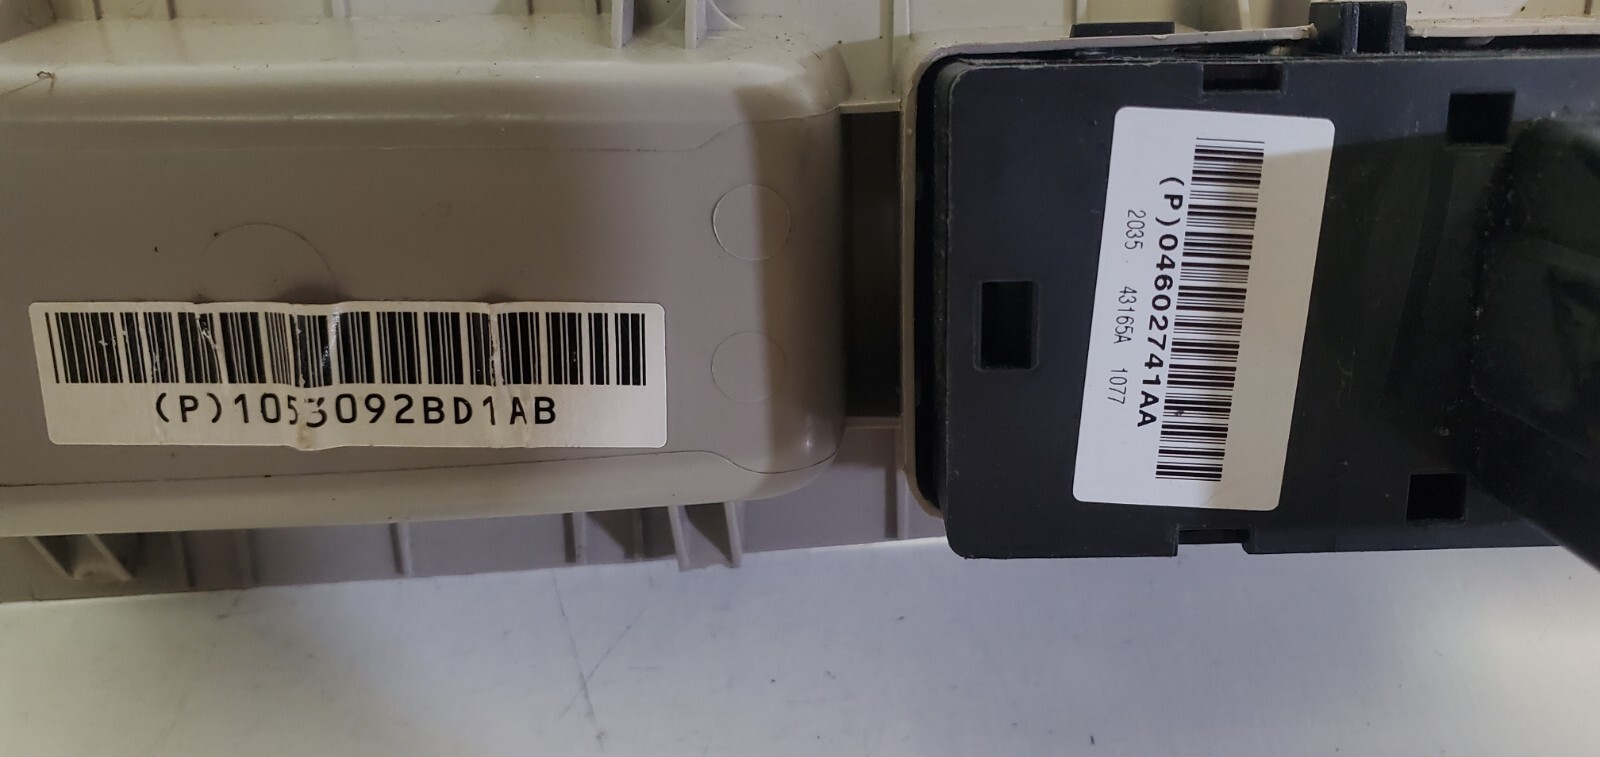 (P)1053092BD1AB
(P)04602741AA
2035 . 43165A 1077